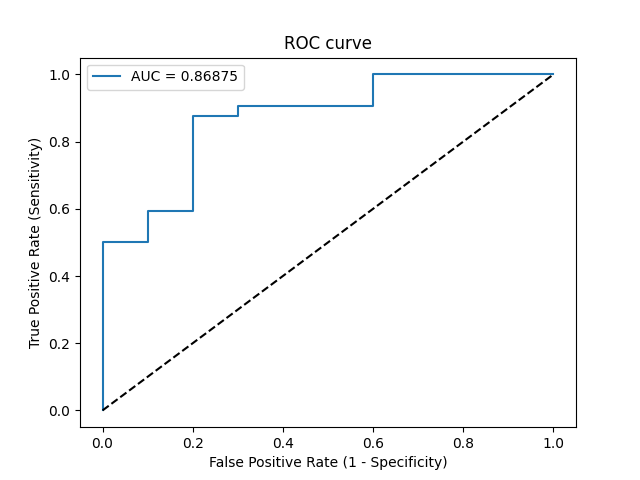 ROC curve
AUC = 0.86875
1.0
0.8
0.6
0.4
0.2
0.0
True Positive Rate (Sensitivity)
0.0 0.2 0.4 0.6 0.8 1.0
False Positive Rate (1 - Specificity)